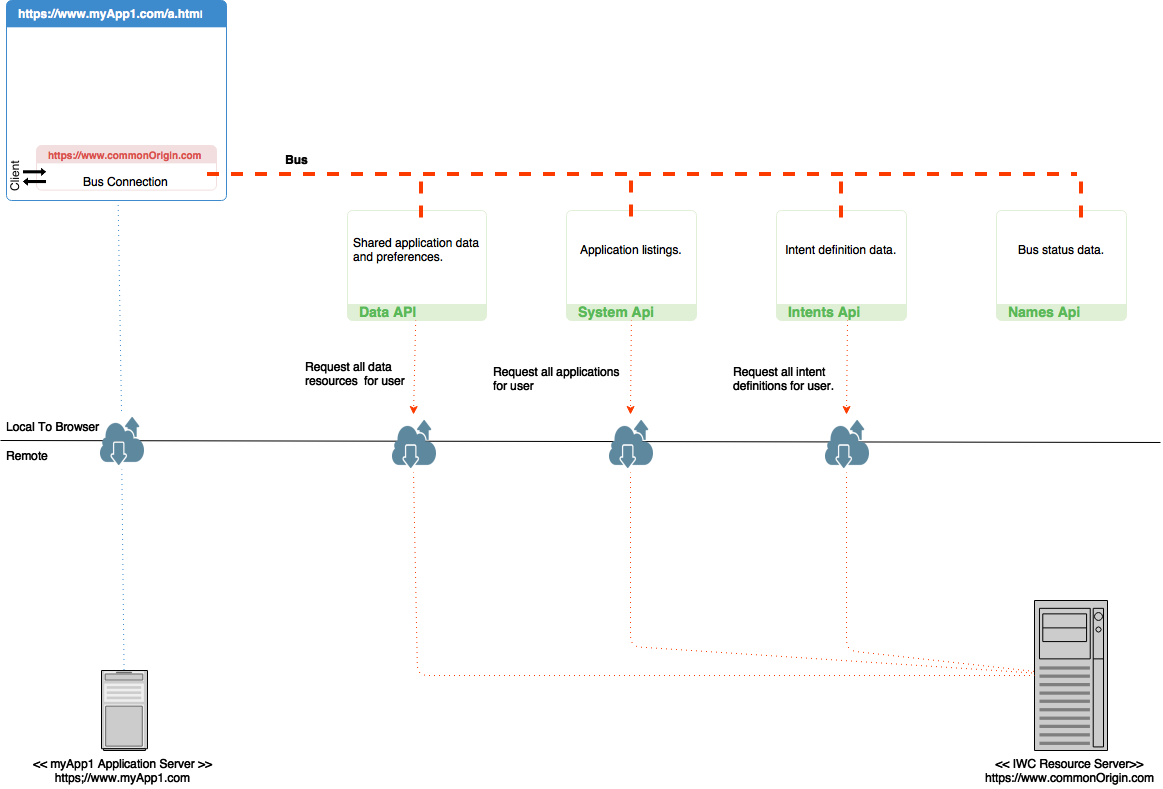 https://www.myApp1.com/a.html
https://www.commonOrigin.com
Client
Bus Connection
Bus
Shared application data
and preferences.
Data API
Application listings.
System Api
Intent definition data.
Intents Api
Bus status data.
Names Api
Request all data
resources for user
Request all applications
for user
Request all intent
definitions for user.
Local To Browser
Remote
<< myApp1 Application Server >>
https;/www.myApp1.com
<< IWC Resource Server>>
https://www.commonOrigin.com